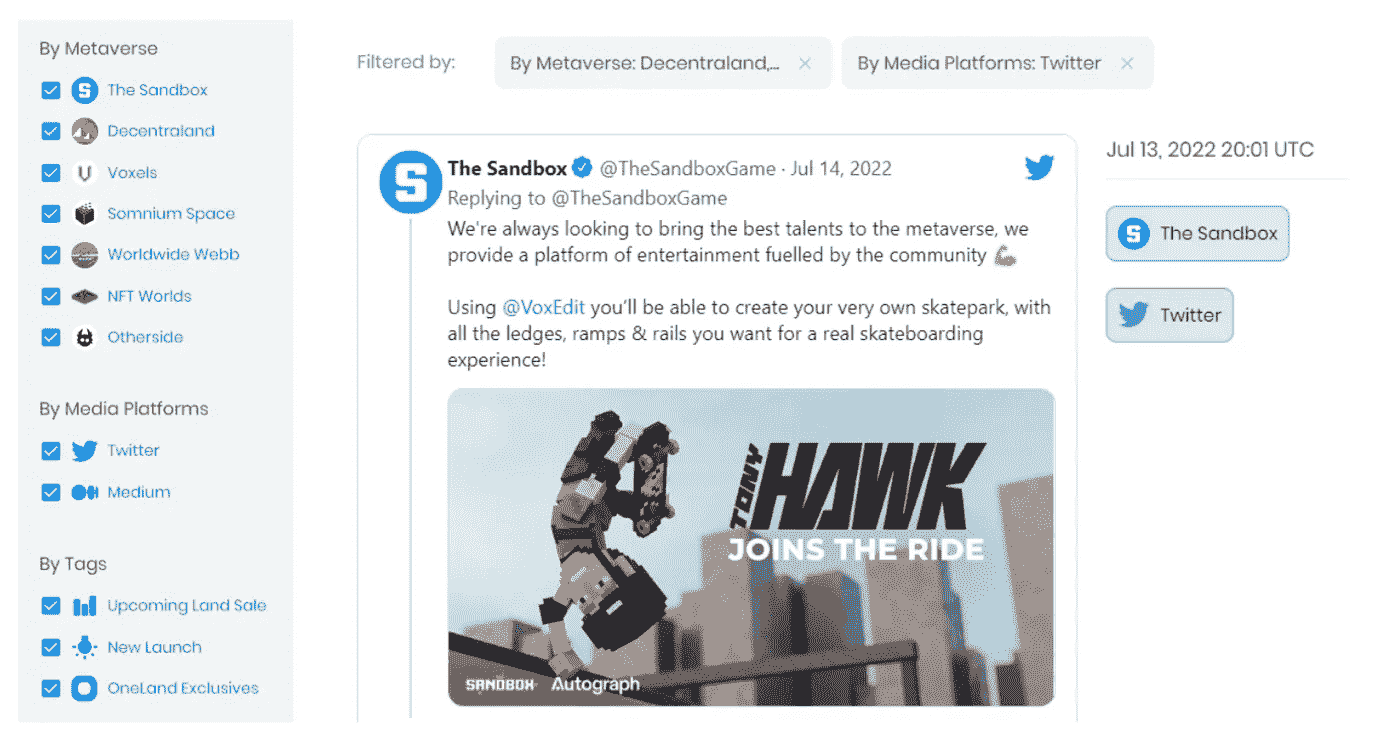 By Metaverse
The Sandbox
Decentraland
Voxels
Somnium Space
Worldwide Webb
NFT Worlds
Otherside
By Media Platforms
Twitter
Medium
By Tags
Upcoming Land Sale
New Launch
OneLand Exclusives
Filtered by:
By Metaverse: Decentraland,... ×
By Media Platforms: Twitter ×
The Sandbox @TheSandboxGame · Jul 14, 2022
Replying to @TheSandboxGame
We're always looking to bring the best talents to the metaverse, we
provide a platform of entertainment fuelled by the community 💪
Using @VoxEdit you'll be able to create your very own skatepark, with
all the ledges, ramps & rails you want for a real skateboarding
experience!
TONY
HAWK
JOINS THE RIDE
SANDBOX Autograph
Jul 13, 2022 20:01 UTC
The Sandbox
Twitter